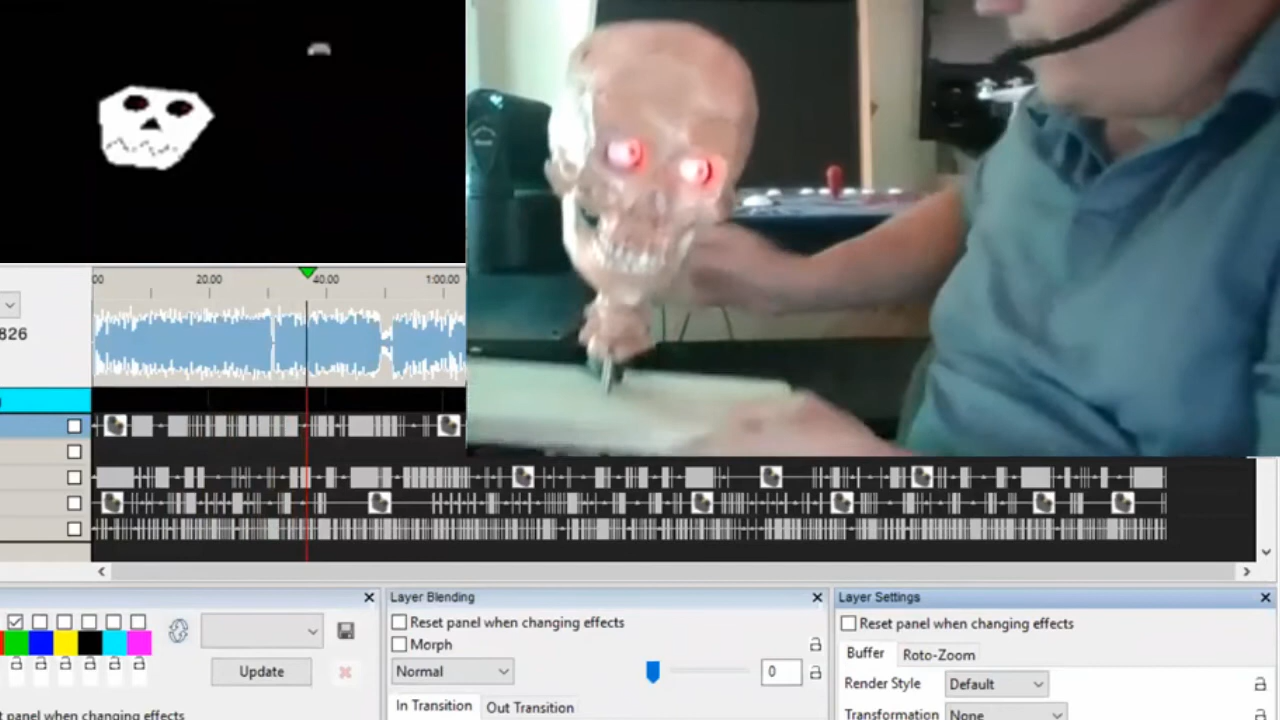 00
20.00
40.00
1:00.00
826
)
Layer Blending
Layer Settings
Reset panel when changing effects
Reset panel when changing effects
Morph
Buffer
Roto-Zoom
Normal
0
Update
Render Style
Default
In Transition
Out Transition
Transformation
None
t panel when changing effects